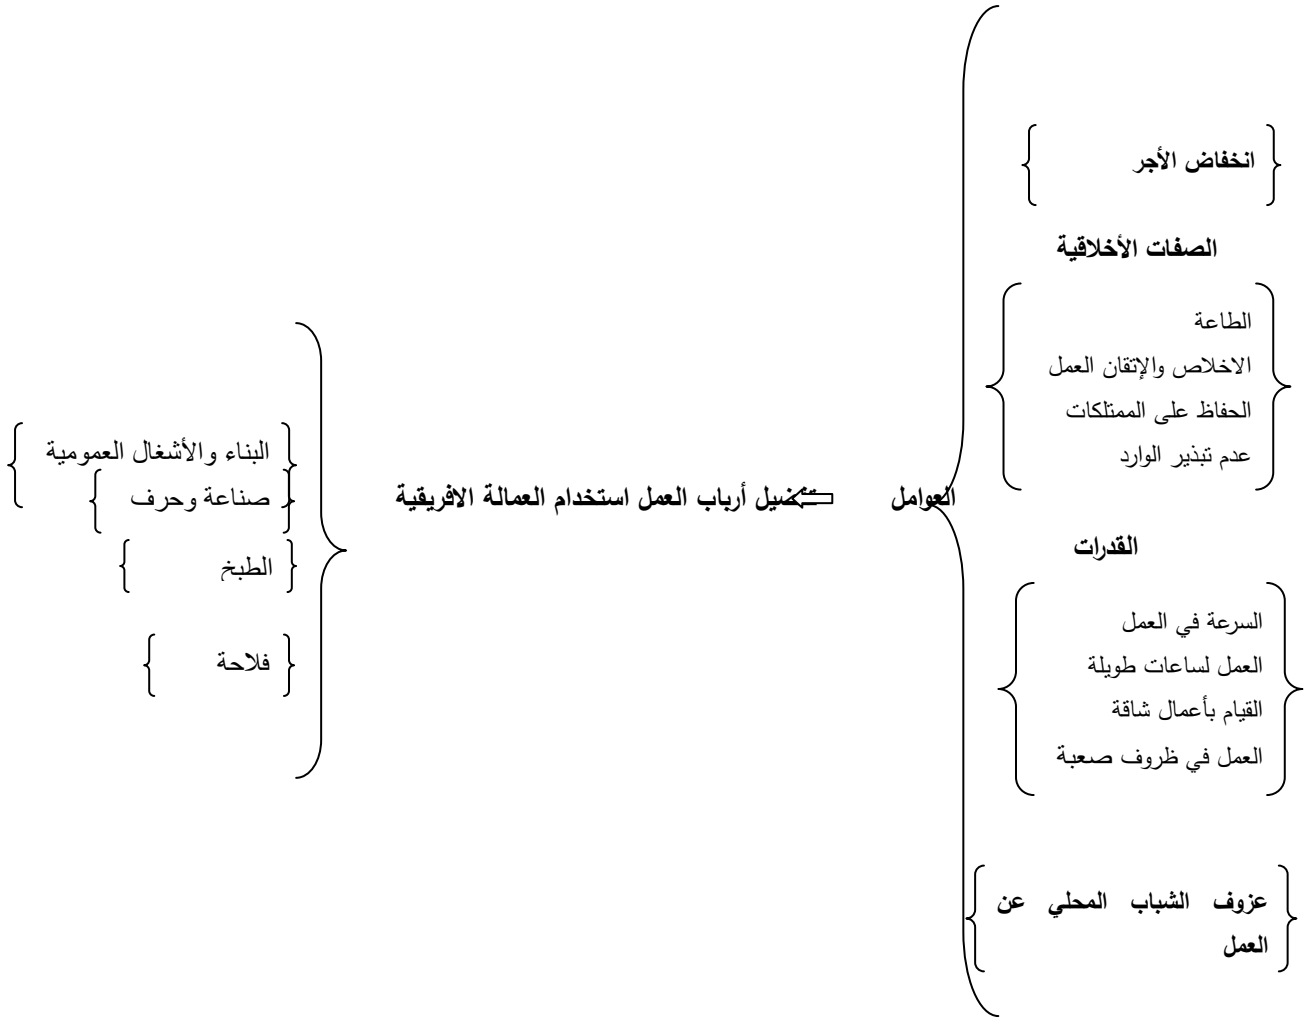 انخفاض الأجر
الصفات الأخلاقية
الطاعة
الاخلاص والإتقان العمل
الحفاظ على الممتلكات
عدم تبذير الوارد
القدرات
السرعة في العمل
العمل لساعات طويلة
القيام بأعمال شاقة
العمل في ظروف صعبة
عزوف الشباب المحلي عن
العمل
العوامل
تفضيل أرباب العمل استخدام العمالة الافريقية
البناء والأشغال العمومية
صناعة وحرف
الطبخ
فلاحة